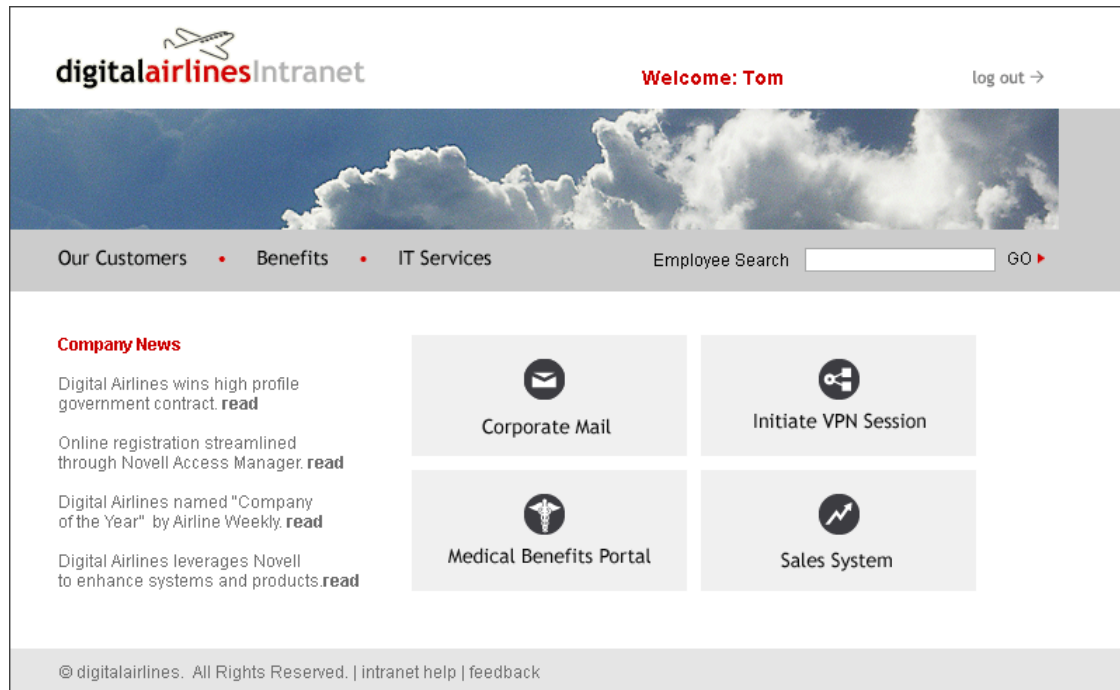 digitalairlinesIntranet
Welcome: Tom
log out →
Our Customers • Benefits • IT Services
Employee Search
GO
Company News
Digital Airlines wins high profile
government contract. read
Online registration streamlined
through Novell Access Manager. read
Digital Airlines named "Company
of the Year" by Airline Weekly. read
Digital Airlines leverages Novell
to enhance systems and products.read
Corporate Mail
Initiate VPN Session
Medical Benefits Portal
Sales System
© digitalairlines. All Rights Reserved. | intranet help | feedback